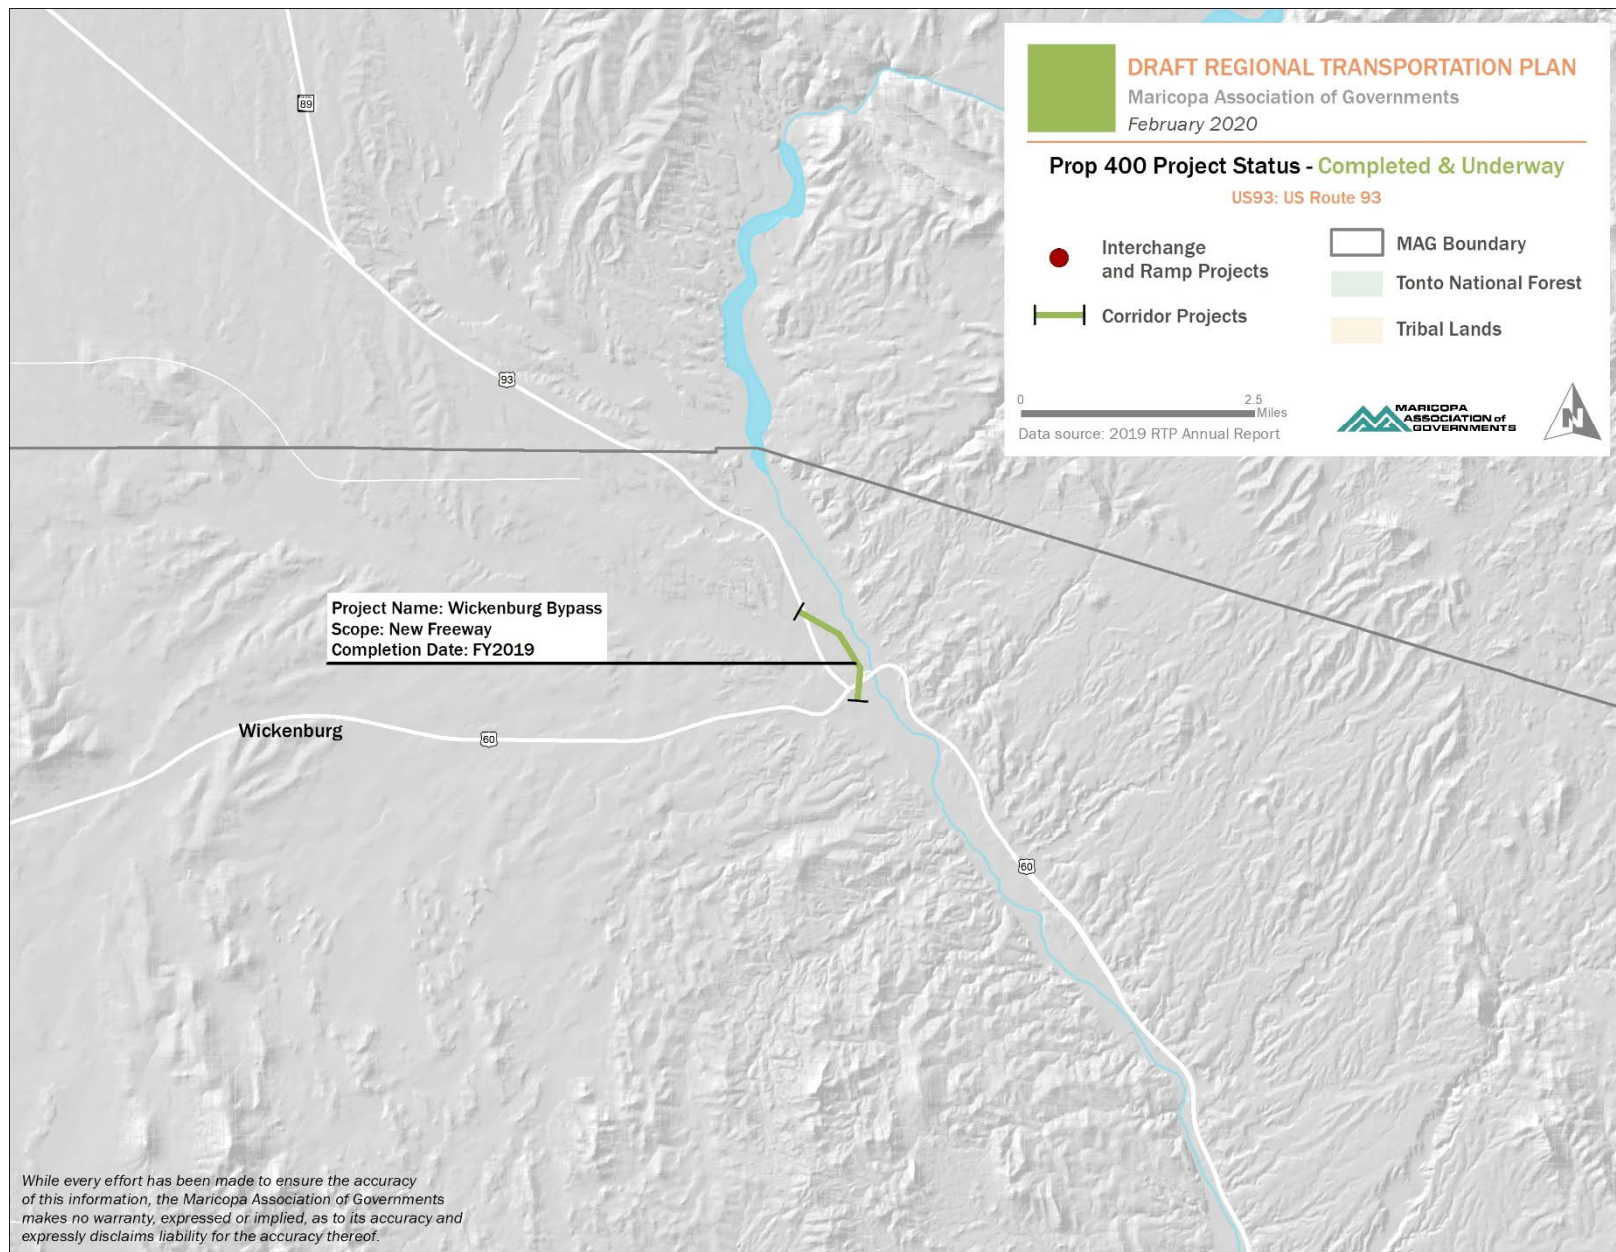 DRAFT REGIONAL TRANSPORTATION PLAN
Maricopa Association of Governments
February 2020
Prop 400 Project Status - Completed & Underway
US93: US Route 93
Interchange
and Ramp Projects
Corridor Projects
MAG Boundary
Tonto National Forest
Tribal Lands
0 2.5
Miles
Data source: 2019 RTP Annual Report
MARICOPA
ASSOCIATION of
GOVERNMENTS
N
89
93
Project Name: Wickenburg Bypass
Scope: New Freeway
Completion Date: FY2019
Wickenburg
60
60
While every effort has been made to ensure the accuracy
of this information, the Maricopa Association of Governments
makes no warranty, expressed or implied, as to its accuracy and
expressly disclaims liability for the accuracy thereof.